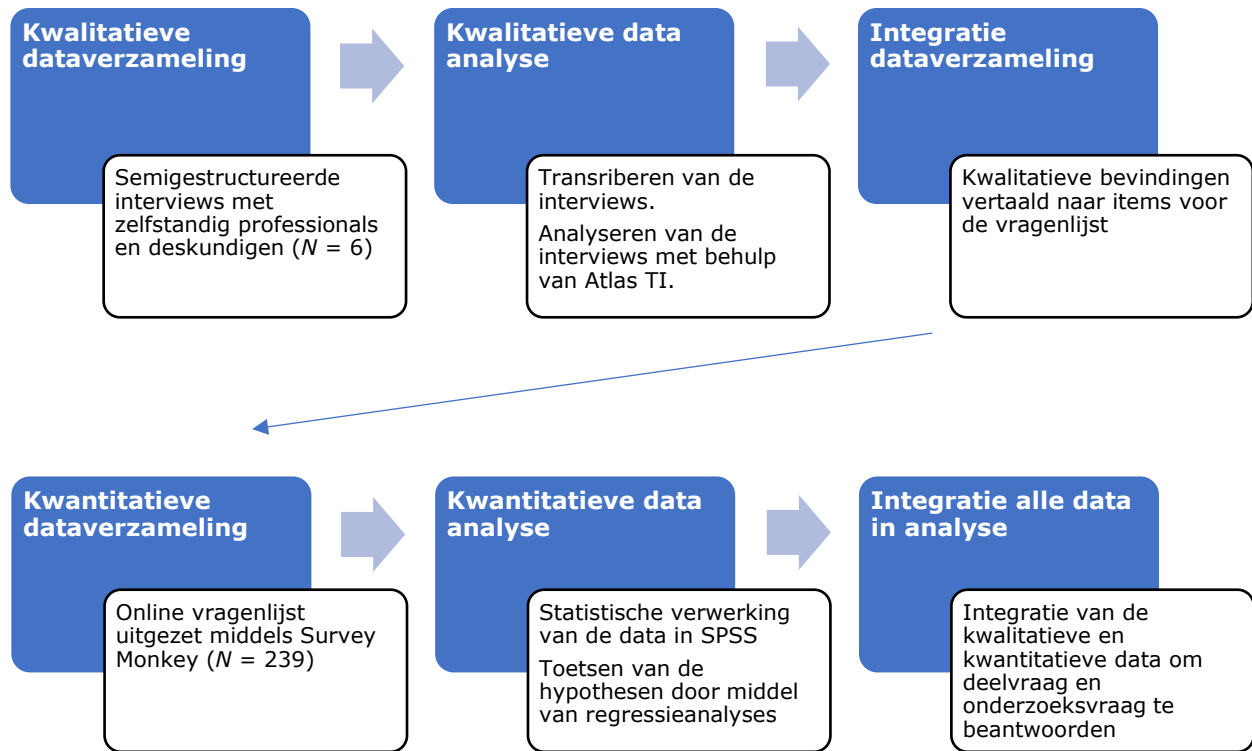 Kwalitatieve
dataverzameling
Semigestructureerde
interviews met
zelfstandig professionals
en deskundigen (N = 6)
Kwalitatieve data
analyse
Transriberen van de
interviews.
Analyseren van de
interviews met behulp
van Atlas TI.
Integratie
dataverzameling
Kwalitatieve bevindingen
vertaald naar items voor
de vragenlijst
Kwantitatieve
dataverzameling
Online vragenlijst
uitgezet middels Survey
Monkey (N = 239)
Kwantitatieve data
analyse
Statistische verwerking
van de data in SPSS
Toetsen van de
hypothesen door middel
van regressieanalyses
Integratie alle data
in analyse
Integratie van de
kwalitatieve en
kwantitatieve data om
deelvraag en
onderzoeksvraag te
beantwoorden